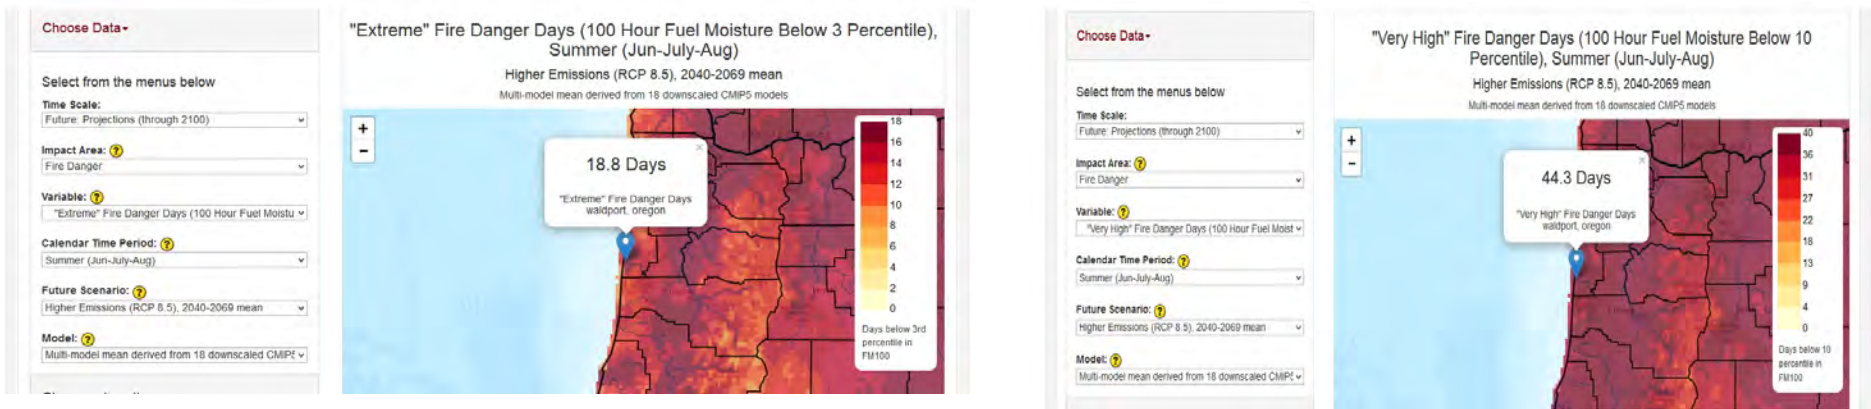 Choose Data
Select from the menus below
Time Scale:
Future: Projections (through 2100)
Impact Area: ?
Fire Danger
Variable: ?
"Extreme" Fire Danger Days (100 Hour Fuel Moistu
Calendar Time Period: ?
Summer (Jun-July-Aug)
Future Scenario: ?
Higher Emissions (RCP 8.5), 2040-2069 mean
Model: ?
Multi-model mean derived from 18 downscaled CMIP5
"Extreme" Fire Danger Days (100 Hour Fuel Moisture Below 3 Percentile),
Summer (Jun-July-Aug)
Higher Emissions (RCP 8.5), 2040-2069 mean
Multi-model mean derived from 18 downscaled CMIP5 models
+
−
×
18.8 Days
"Extreme" Fire Danger Days
waldport, oregon
18
16
14
12
10
8
6
4
2
0
Days below 3rd
percentile in
FM100
Choose Data
Select from the menus below
Time Scale:
Future: Projections (through 2100)
Impact Area: ?
Fire Danger
Variable: ?
"Very High" Fire Danger Days (100 Hour Fuel Moist
Calendar Time Period: ?
Summer (Jun-July-Aug)
Future Scenario: ?
Higher Emissions (RCP 8.5), 2040-2069 mean
Model: ?
Multi-model mean derived from 18 downscaled CMIP5
"Very High" Fire Danger Days (100 Hour Fuel Moisture Below 10
Percentile), Summer (Jun-July-Aug)
Higher Emissions (RCP 8.5), 2040-2069 mean
Multi-model mean derived from 18 downscaled CMIP5 models
+
−
×
44.3 Days
"Very High" Fire Danger Days
waldport, oregon
40
36
31
27
22
18
13
9
4
0
Days below 10
percentile in
FM100